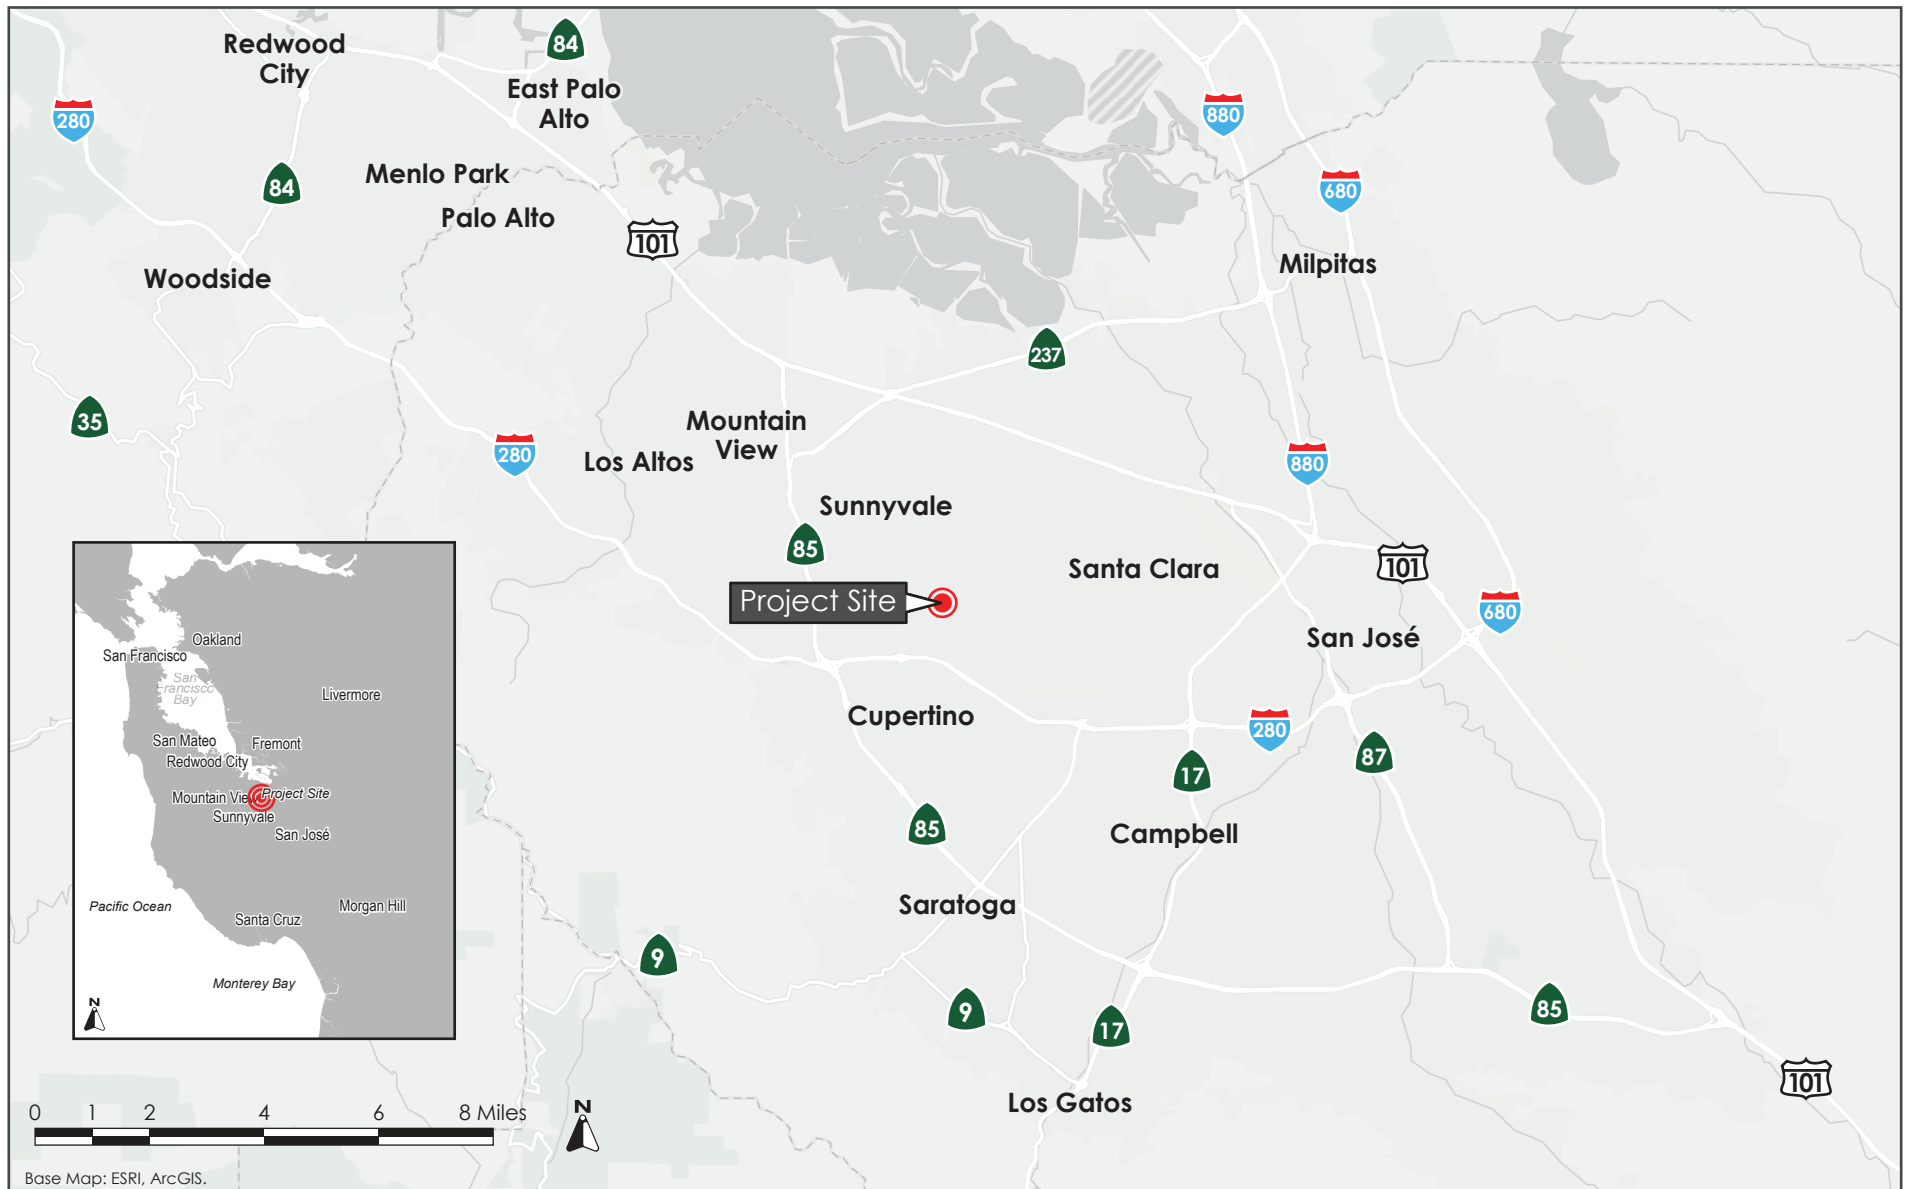 Redwood
City
84
East Palo
Alto
280
880
84
Menlo Park
680
Palo Alto
101
Milpitas
Woodside
237
35
Mountain
View
280
Los Altos
880
Sunnyvale
85
101
Santa Clara
Project Site
680
San José
Cupertino
280
87
17
85
Campbell
Saratoga
9
9
17
85
Los Gatos
101
Oakland
San Francisco
San
Francisco
Bay
Livermore
San Mateo
Fremont
Redwood City
Mountain View
Project Site
Sunnyvale
San José
Pacific Ocean
Santa Cruz
Morgan Hill
Monterey Bay
N
0 1 2 4 6 8 Miles
N
Base Map: ESRI, ArcGIS.